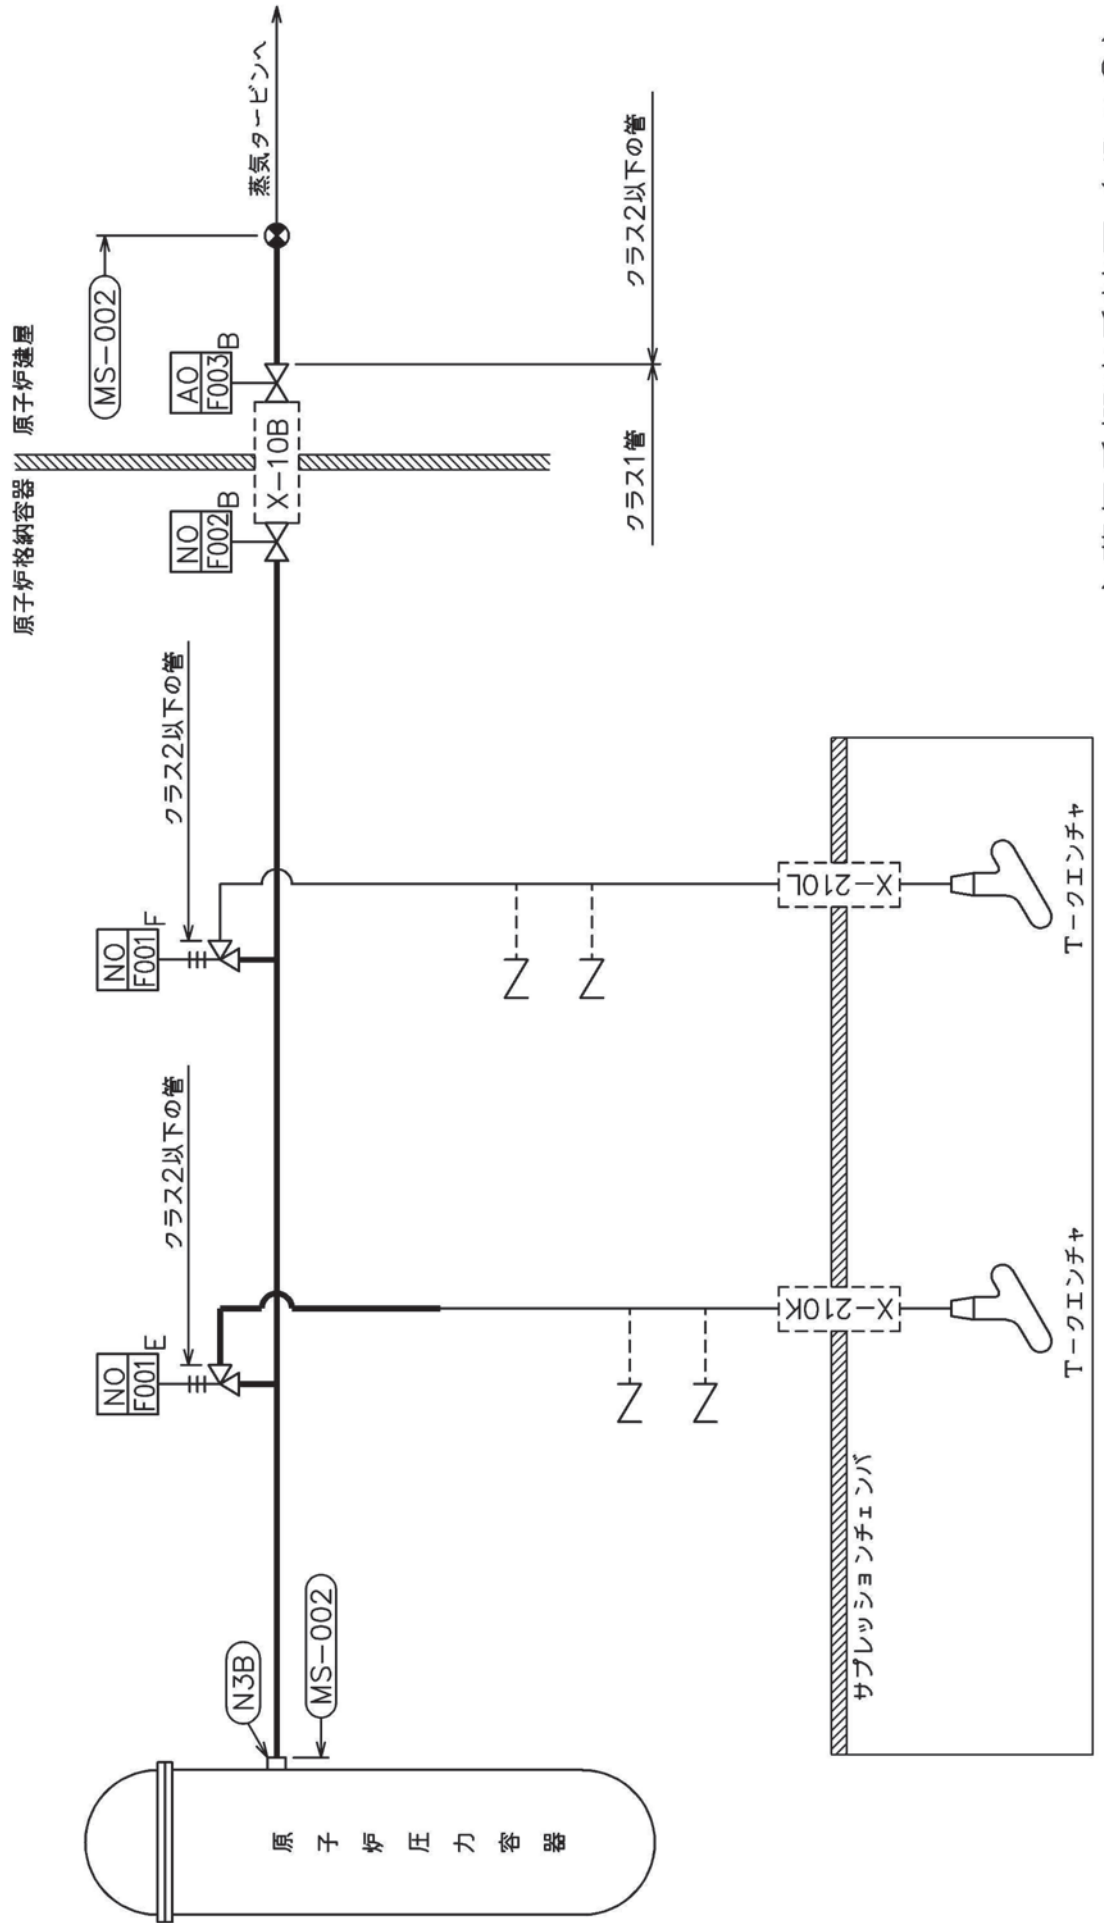 原子炉格納容器 原子炉建屋
MS-002
蒸気タービンへ
NO
F001
E
クラス2以下の管
NO
F001
F
クラス2以下の管
NO
F002
B
X-10B
AO
F003
B
N3B
MS-002
クラス1管
クラス2以下の管
原子炉圧力容器
X-210K
X-210L
サプレッションチェンバ
T-クエンチャ
T-クエンチャ